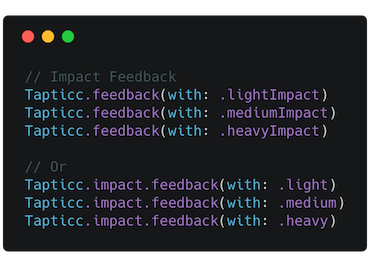 // Impact Feedback
Tapticc.feedback(with: .lightImpact)
Tapticc.feedback(with: .mediumImpact)
Tapticc.feedback(with: .heavyImpact)
// Or
Tapticc.impact.feedback(with: .light)
Tapticc.impact.feedback(with: .medium)
Tapticc.impact.feedback(with: .heavy)